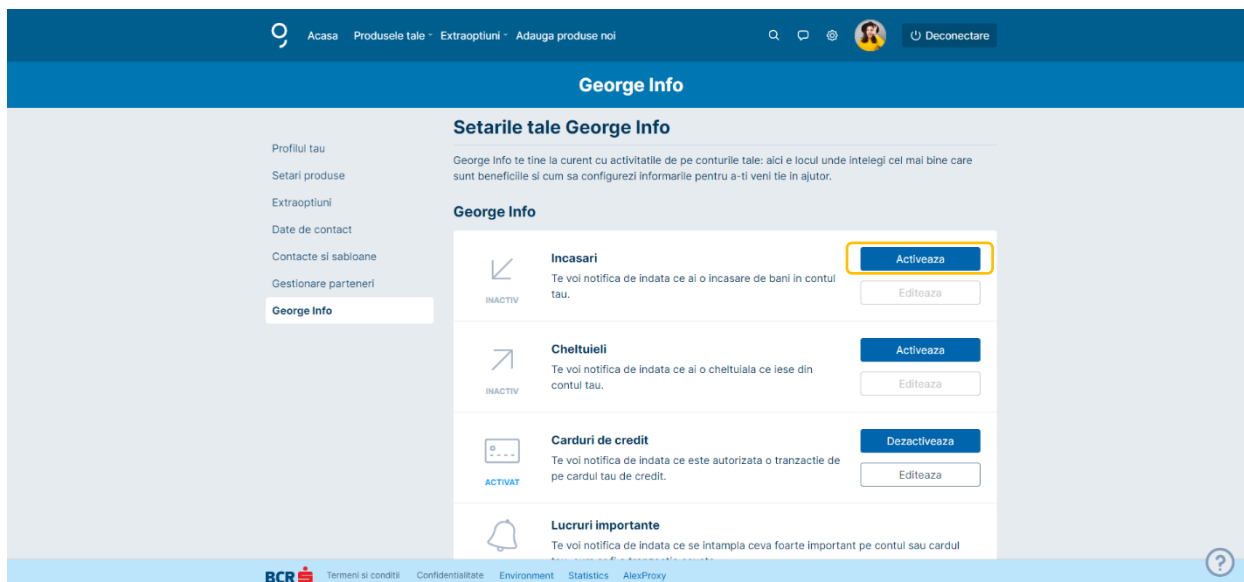 Acasa Produsele tale Extraoptiuni Adauga produse noi Deconectare
George Info
Profilul tau
Setari produse
Extraoptiuni
Date de contact
Contacte si sabloane
Gestionare parteneri
George Info
Setarile tale George Info
George Info te tine la curent cu activitatile de pe conturile tale: aici e locul unde intelegi cel mai bine care
sunt beneficiile si cum sa configurezi informarile pentru a-ti veni tie in ajutor.
George Info
INACTIV
Incasari
Te voi notifica de indata ce ai o incasare de bani in contul
tau.
Activeaza
Editeaza
INACTIV
Cheltuieli
Te voi notifica de indata ce ai o cheltuiala ce iese din
contul tau.
Activeaza
Editeaza
ACTIVAT
Carduri de credit
Te voi notifica de indata ce este autorizata o tranzactie de
pe cardul tau de credit.
Dezactiveaza
Editeaza
Lucruri importante
Te voi notifica de indata ce se intampla ceva foarte important pe contul sau cardul
BCR Termeni si conditii Confidentialitate Environment Statistics AlexProxy
?